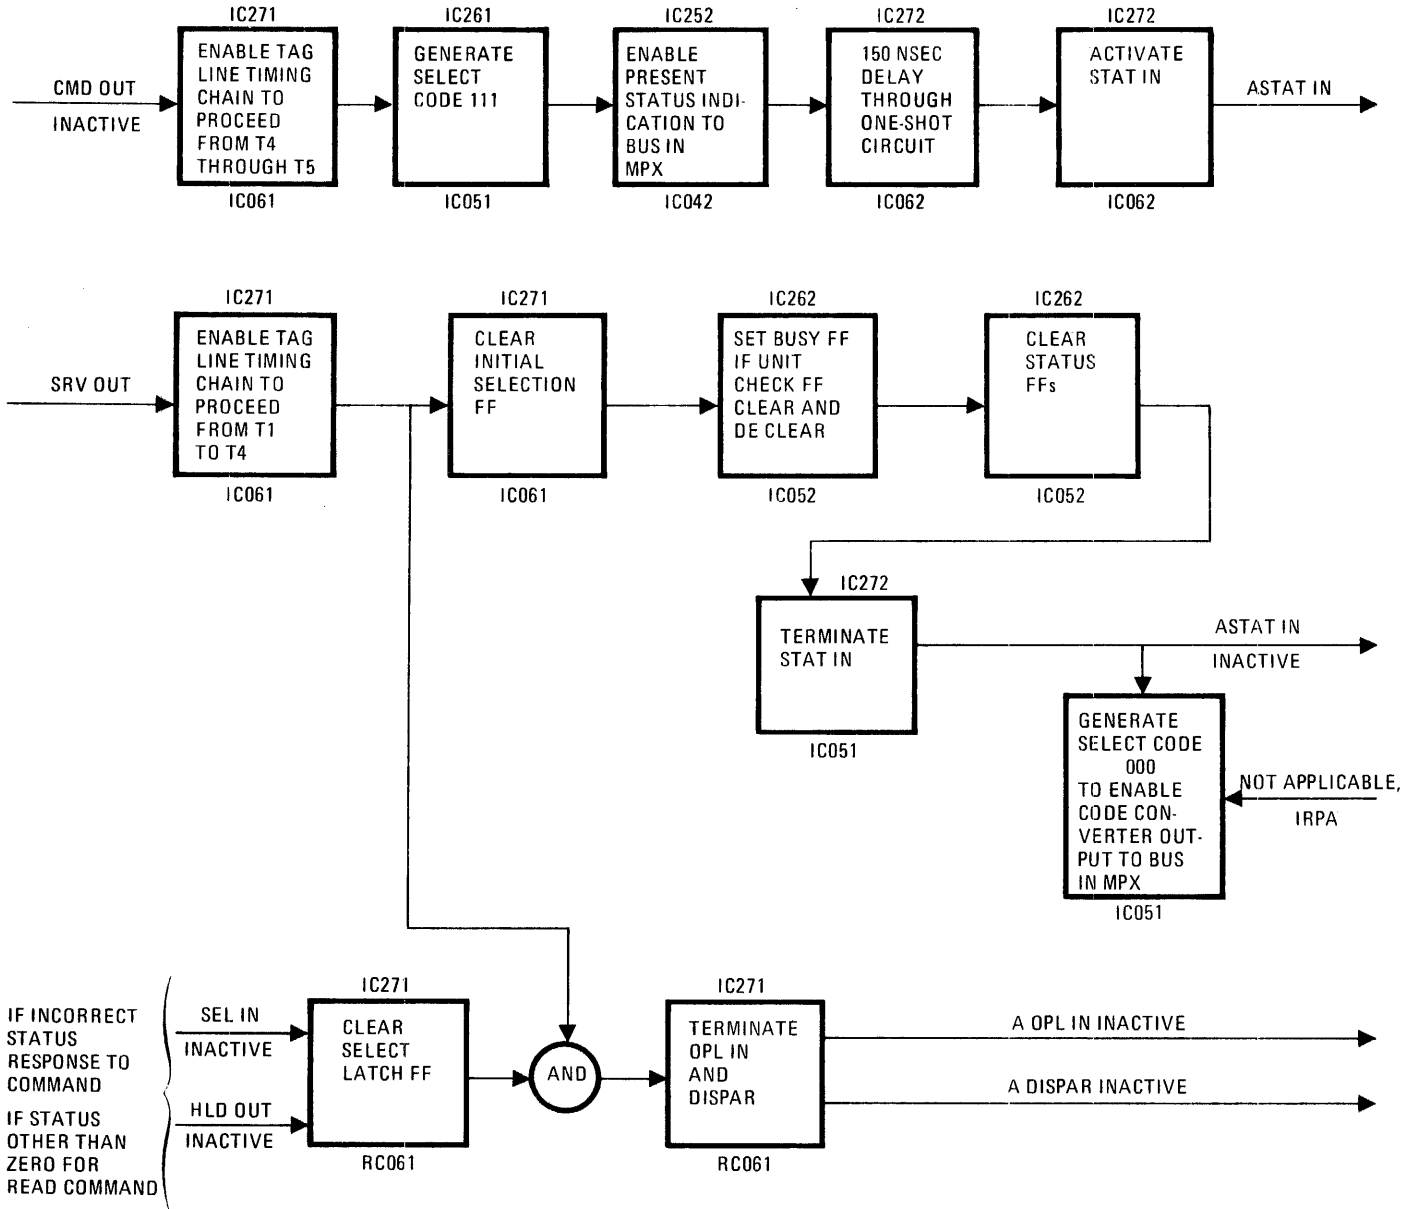 IC271
ENABLE TAG
LINE TIMING
CHAIN TO
PROCEED
FROM T4
THROUGH T5
IC061
CMD OUT
INACTIVE
IC261
GENERATE
SELECT
CODE 111
IC051
IC252
ENABLE
PRESENT
STATUS INDI-
CATION TO
BUS IN
MPX
IC042
IC272
150 NSEC
DELAY
THROUGH
ONE-SHOT
CIRCUIT
IC062
IC272
ACTIVATE
STAT IN
IC062
ASTAT IN
SRV OUT
IC271
ENABLE TAG
LINE TIMING
CHAIN TO
PROCEED
FROM T1
TO T4
IC061
IC271
CLEAR
INITIAL
SELECTION
FF
IC061
IC262
SET BUSY FF
IF UNIT
CHECK FF
CLEAR AND
DE CLEAR
IC052
IC262
CLEAR
STATUS
FFs
IC052
IC272
TERMINATE
STAT IN
IC051
ASTAT IN
INACTIVE
GENERATE
SELECT CODE
000
TO ENABLE
CODE CON-
VERTER OUT-
PUT TO BUS
IN MPX
IC051
NOT APPLICABLE,
IRPA
IF INCORRECT
STATUS
RESPONSE TO
COMMAND
IF STATUS
OTHER THAN
ZERO FOR
READ COMMAND
SEL IN
INACTIVE
HLD OUT
INACTIVE
IC271
CLEAR
SELECT
LATCH FF
RC061
AND
IC271
TERMINATE
OPL IN
AND
DISPAR
RC061
A OPL IN INACTIVE
A DISPAR INACTIVE